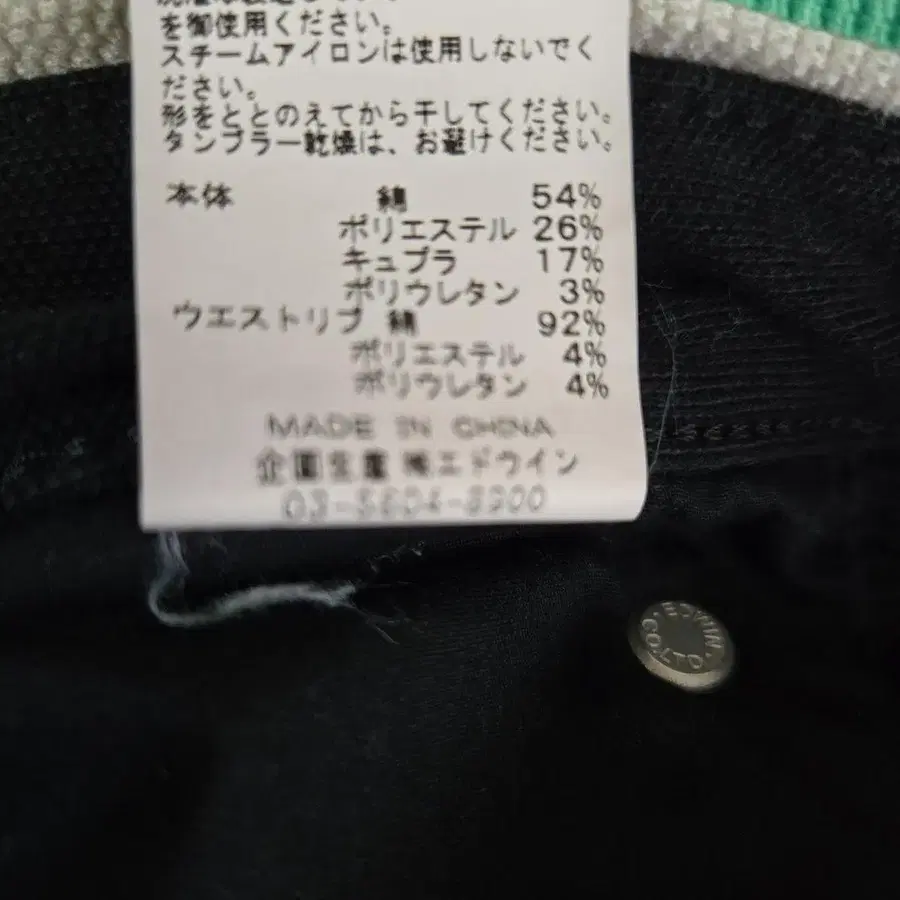 を御使用ください。
スチームアイロンは使用しないでく
ださい。
形をととのえてから干してください。
タンブラー乾燥は、お避けください。
本体 綿 54%
ポリエステル 26%
キュプラ 17%
ポリウレタン 3%
ウエストリブ 綿 92%
ポリエステル 4%
ポリウレタン 4%
MADE IN CHINA
企画生産 ㈱エドウイン
03-5604-8900
EDWIN
CO.LTD.